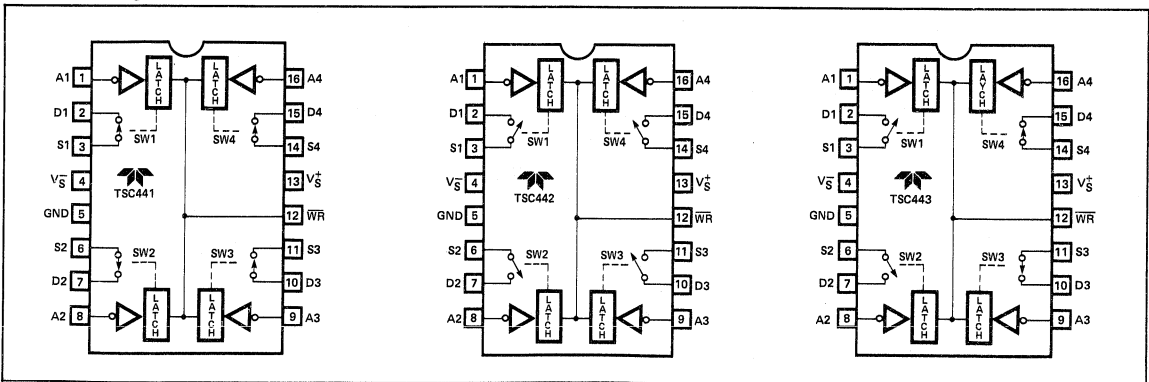 A1 1 LATCH LATCH 16 A4
D1 2 15 D4
SW1 SW4
S1 3 14 S4
V̄S 4 TSC441 13 V+S
GND 5 12 W̅R̅
S2 6 SW2 SW3 11 S3
D2 7 10 D3
A2 8 LATCH LATCH 9 A3
A1 1 LATCH LATCH 16 A4
D1 2 15 D4
SW1 SW4
S1 3 14 S4
V̄S 4 TSC442 13 V+S
GND 5 12 W̅R̅
S2 6 SW2 SW3 11 S3
D2 7 10 D3
A2 8 LATCH LATCH 9 A3
A1 1 LATCH LAYCH 16 A4
D1 2 15 D4
SW1 SW4
S1 3 14 S4
V̄S 4 TSC443 13 V+S
GND 5 12 W̅R̅
S2 6 SW2 SW3 11 S3
D2 7 10 D3
A2 8 LATCH LATCH 9 A3